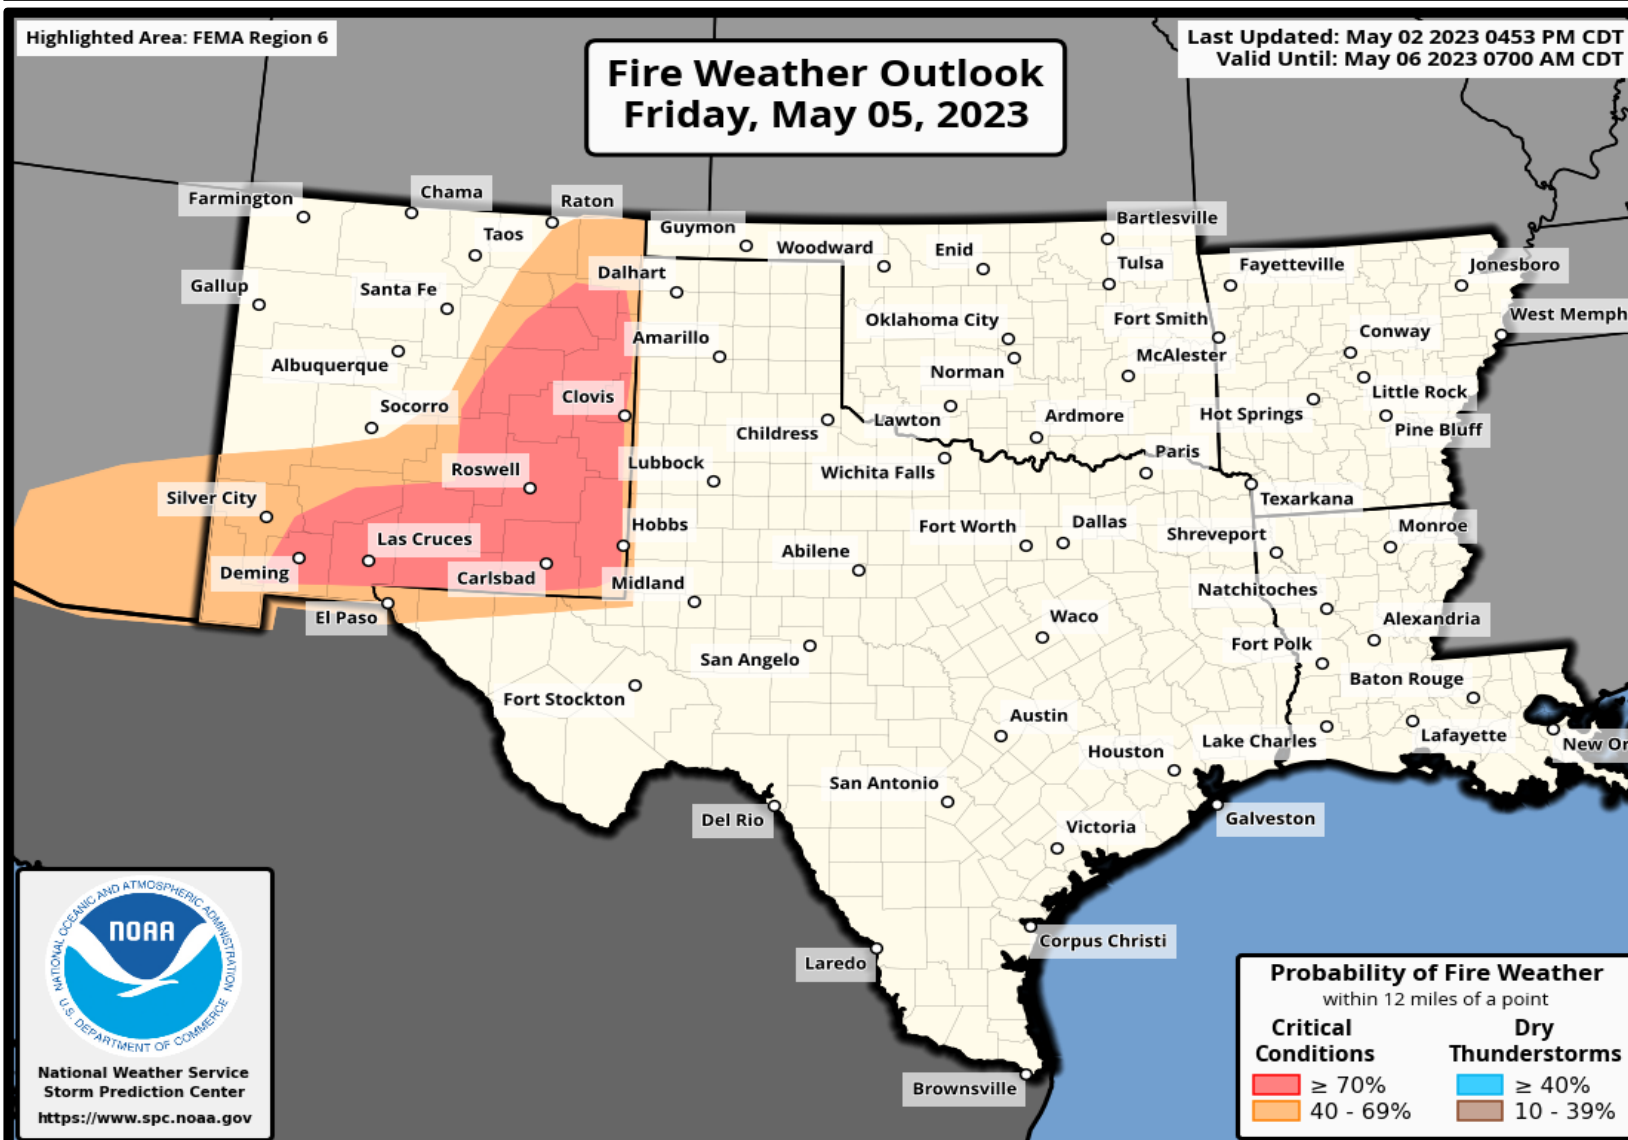 Highlighted Area: FEMA Region 6
Last Updated: May 02 2023 0453 PM CDT
Valid Until: May 06 2023 0700 AM CDT
Fire Weather Outlook
Friday, May 05, 2023
Farmington
Chama
Raton
Taos
Guymon
Woodward
Enid
Bartlesville
Tulsa
Fayetteville
Jonesboro
Gallup
Santa Fe
Dalhart
Amarillo
Oklahoma City
Fort Smith
Conway
West Memph
Albuquerque
Norman
McAlester
Little Rock
Socorro
Clovis
Childress
Lawton
Ardmore
Hot Springs
Pine Bluff
Roswell
Lubbock
Wichita Falls
Paris
Silver City
Texarkana
Las Cruces
Hobbs
Abilene
Fort Worth
Dallas
Shreveport
Monroe
Deming
Carlsbad
Midland
Natchitoches
El Paso
Waco
Alexandria
San Angelo
Fort Polk
Fort Stockton
Baton Rouge
Austin
Houston
Lake Charles
Lafayette
New Or
San Antonio
Del Rio
Victoria
Galveston
Corpus Christi
Laredo
Brownsville
NATIONAL OCEANIC AND ATMOSPHERIC ADMINISTRATION
NOAA
U.S. DEPARTMENT OF COMMERCE
National Weather Service
Storm Prediction Center
https://www.spc.noaa.gov
Probability of Fire Weather
within 12 miles of a point
Critical Conditions
≥ 70%
40 - 69%
Dry Thunderstorms
≥ 40%
10 - 39%